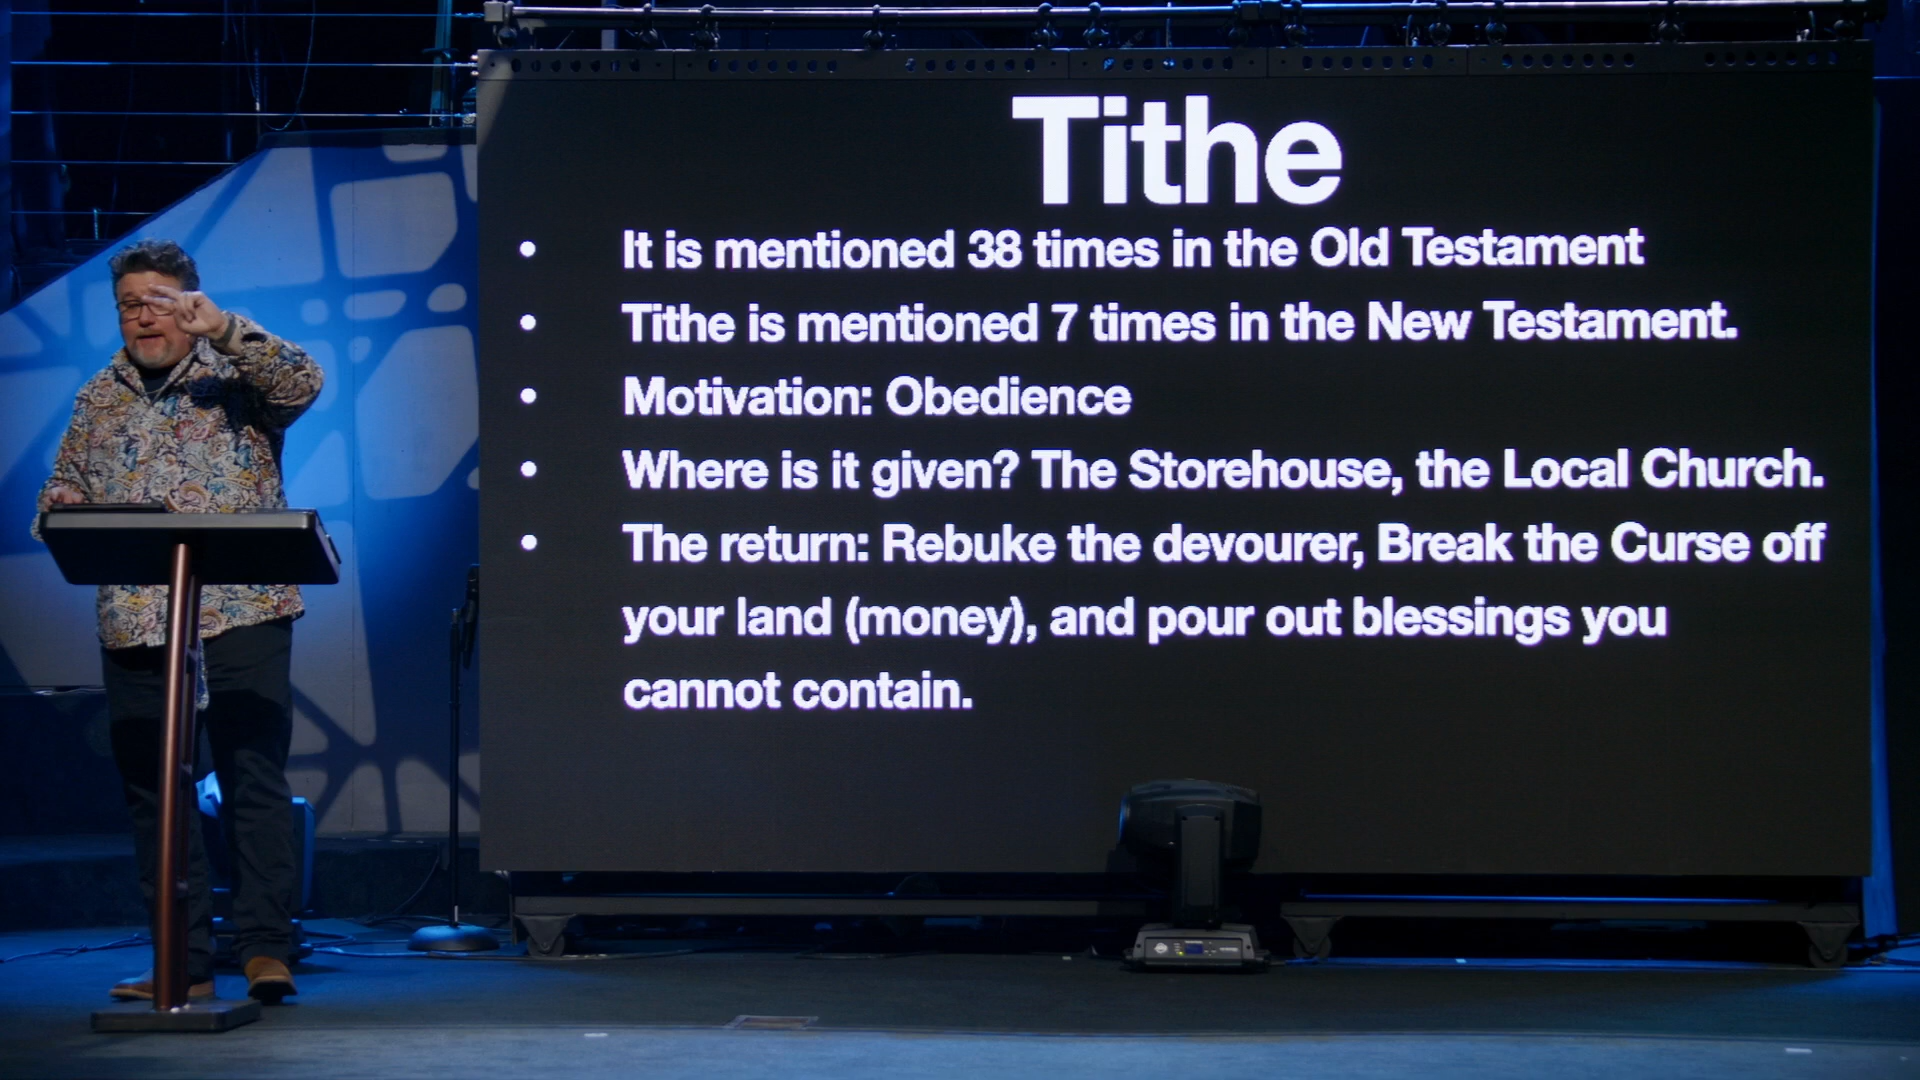 Tithe
• It is mentioned 38 times in the Old Testament
• Tithe is mentioned 7 times in the New Testament.
• Motivation: Obedience
• Where is it given? The Storehouse, the Local Church.
• The return: Rebuke the devourer, Break the Curse off
your land (money), and pour out blessings you
cannot contain.